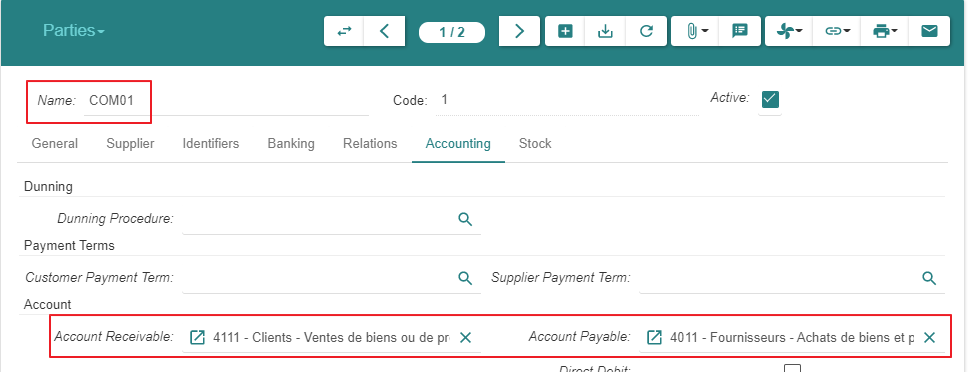 Parties
1 / 2
Name: COM01 Code: 1 Active:
General Supplier Identifiers Banking Relations Accounting Stock
Dunning
Dunning Procedure:
Payment Terms
Customer Payment Term: Supplier Payment Term:
Account
Account Receivable: 4111 - Clients - Ventes de biens ou de pr Account Payable: 4011 - Fournisseurs - Achats de biens et p
Direct Debit: